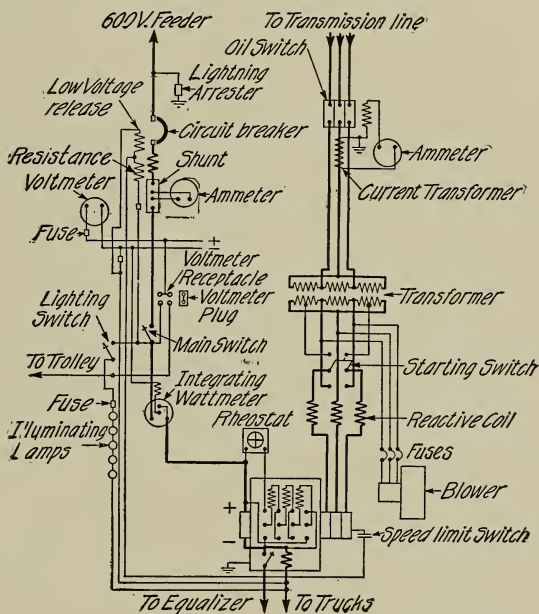 600V. Feeder
To Transmission line
Oil Switch
Lightning
Arrester
Low Voltage
release
Circuit breaker
Resistance
Shunt
Voltmeter
Ammeter
Ammeter
Current Transformer
Fuse
+
-
Voltmeter
Receptacle
Voltmeter
Plug
Transformer
Lighting
Switch
Main Switch
Starting Switch
To Trolley
Integrating
Wattmeter
Fuse
Rheostat
Reactive Coil
Illuminating
Lamps
Fuses
Blower
+
-
Speed limit Switch
To Equalizer
To Trucks